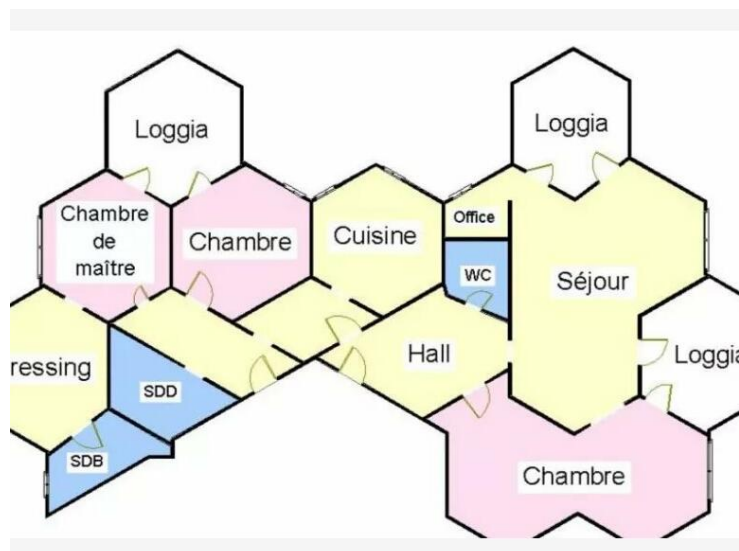 Loggia
Loggia
Chambre
de
maître
Chambre
Cuisine
Office
WC
Séjour
ressing
SDD
Hall
Loggia
SDB
Chambre